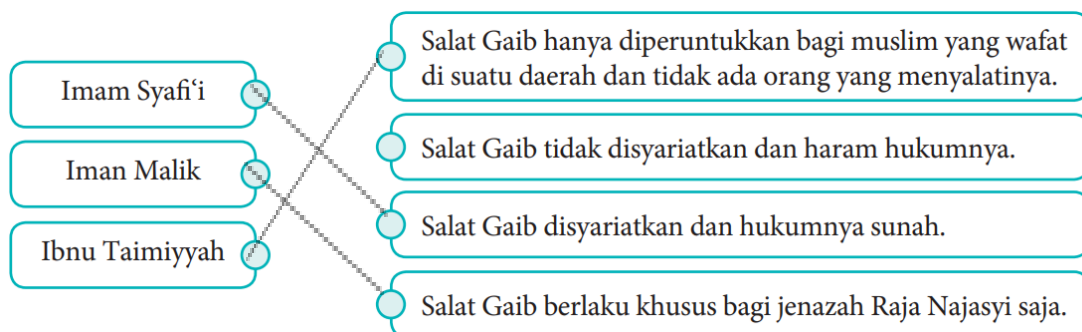 Imam Syafi‘i
Iman Malik
Ibnu Taimiyyah
Salat Gaib hanya diperuntukkan bagi muslim yang wafat
di suatu daerah dan tidak ada orang yang menyalatinya.
Salat Gaib tidak disyariatkan dan haram hukumnya.
Salat Gaib disyariatkan dan hukumnya sunah.
Salat Gaib berlaku khusus bagi jenazah Raja Najasyi saja.